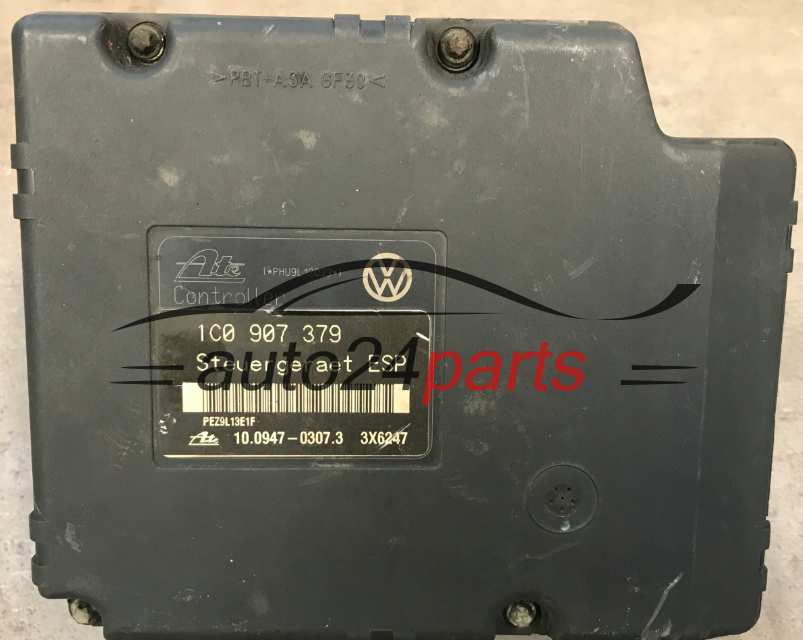 >PBT+ASA GF30<
Ate
Controller
1C0 907 379
Steuergeraet ESP
auto24parts
PEZ9L13E1F
Ate 10.0947-0307.3 3X6247